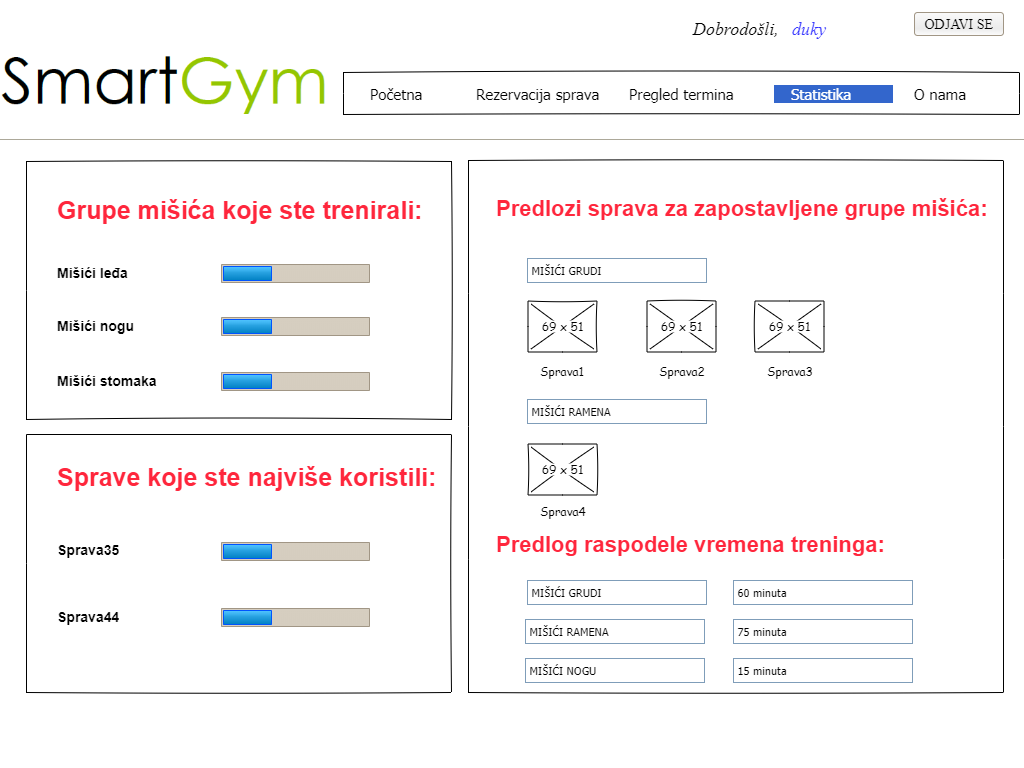 Dobrodošli, duky
ODJAVI SE
SmartGym
Početna Rezervacija sprava Pregled termina Statistika O nama
Grupe mišića koje ste trenirali:
Mišići leđa
Mišići nogu
Mišići stomaka
Sprave koje ste najviše koristili:
Sprava35
Sprava44
Predlozi sprava za zapostavljene grupe mišića:
MIŠIĆI GRUDI
69 x 51 69 x 51 69 x 51
Sprava1 Sprava2 Sprava3
MIŠIĆI RAMENA
69 x 51
Sprava4
Predlog raspodele vremena treninga:
MIŠIĆI GRUDI 60 minuta
MIŠIĆI RAMENA 75 minuta
MIŠIĆI NOGU 15 minuta